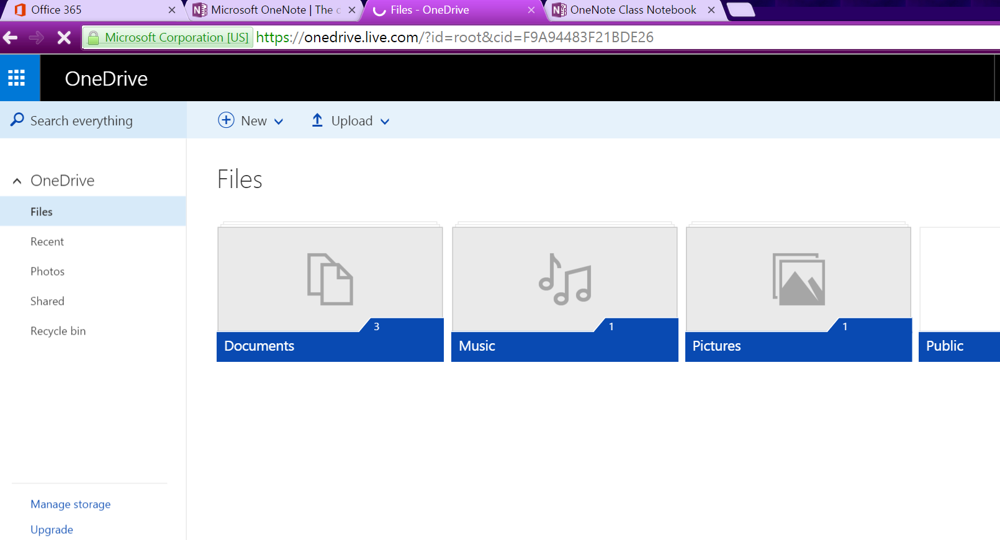 Office 365
Microsoft OneNote | The c
Files - OneDrive
OneNote Class Notebook
Microsoft Corporation [US]
https://onedrive.live.com/?id=root&cid=F9A94483F21BDE26
OneDrive
Search everything
New
Upload
OneDrive
Files
Recent
Photos
Shared
Recycle bin
Manage storage
Upgrade
Files
3
Documents
1
Music
1
Pictures
Public